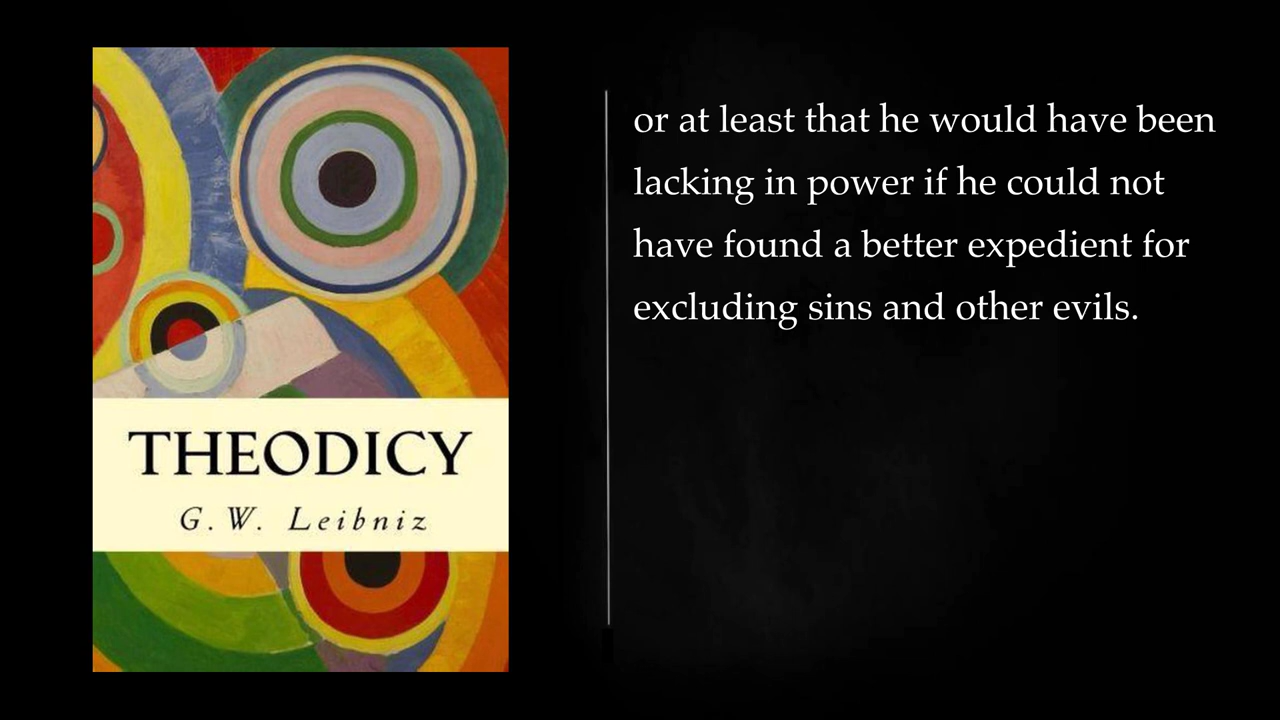 THEODICY
G. W. Leibniz
or at least that he would have been
lacking in power if he could not
have found a better expedient for
excluding sins and other evils.